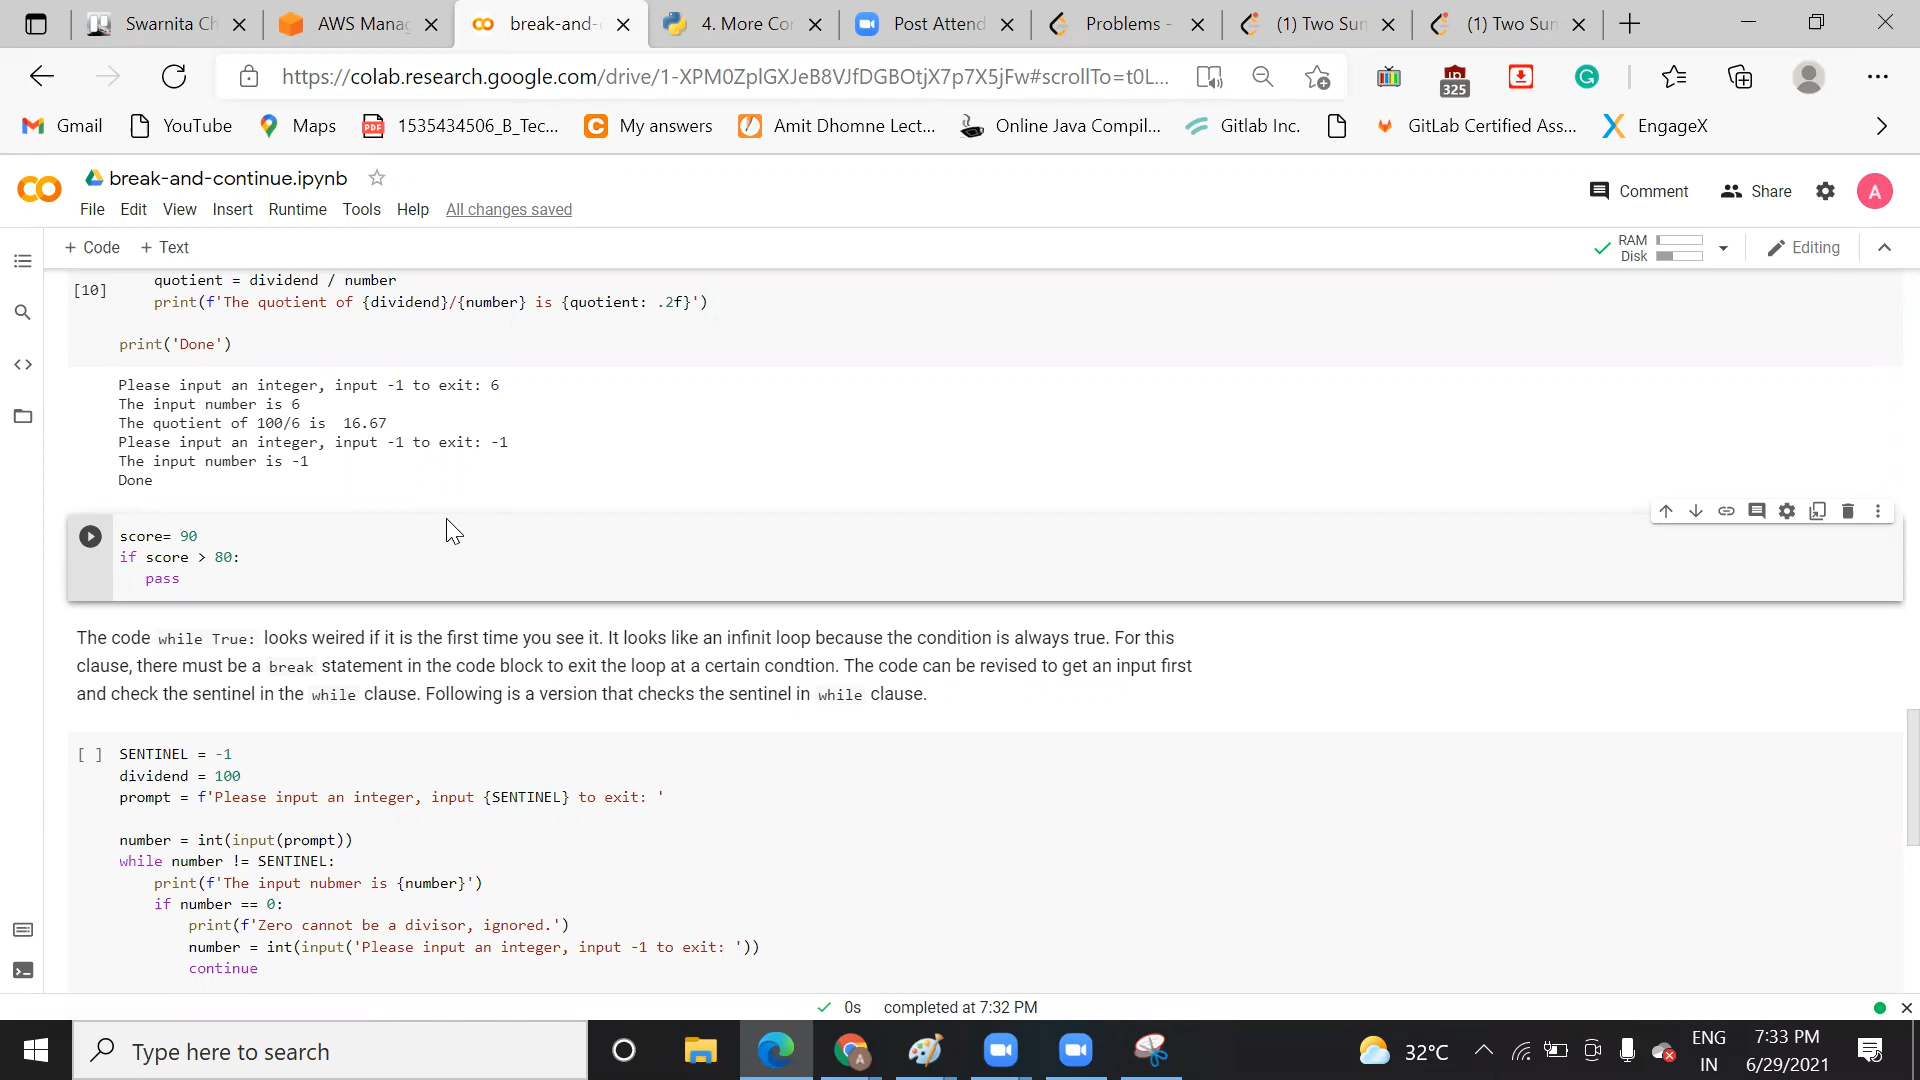 Swarnita Ch
AWS Manag
break-and-
4. More Co
Post Attend
Problems -
(1) Two Sum
(1) Two Sum
https://colab.research.google.com/drive/1-XPM0ZplGXJeB8VJfDGBOtjX7p7X5jFw#scrollTo=t0L...
325
Gmail
YouTube
Maps
1535434506_B_Tec...
My answers
Amit Dhomne Lect...
Online Java Compil...
Gitlab Inc.
GitLab Certified Ass...
EngageX
break-and-continue.ipynb
Comment
Share
A
File Edit View Insert Runtime Tools Help All changes saved
+ Code + Text
RAM
Disk
Editing
[10]
quotient = dividend / number
print(f'The quotient of {dividend}/{number} is {quotient: .2f}')
print('Done')
Please input an integer, input -1 to exit: 6
The input number is 6
The quotient of 100/6 is  16.67
Please input an integer, input -1 to exit: -1
The input number is -1
Done
score= 90
if score > 80:
pass
The code while True: looks weired if it is the first time you see it. It looks like an infinit loop because the condition is always true. For this
clause, there must be a break statement in the code block to exit the loop at a certain condtion. The code can be revised to get an input first
and check the sentinel in the while clause. Following is a version that checks the sentinel in while clause.
[ ] SENTINEL = -1
dividend = 100
prompt = f'Please input an integer, input {SENTINEL} to exit: '
number = int(input(prompt))
while number != SENTINEL:
print(f'The input nubmer is {number}')
if number == 0:
print(f'Zero cannot be a divisor, ignored.')
number = int(input('Please input an integer, input -1 to exit: '))
continue
0s completed at 7:32 PM
Type here to search
A
32°C
ENG
IN
7:33 PM
6/29/2021